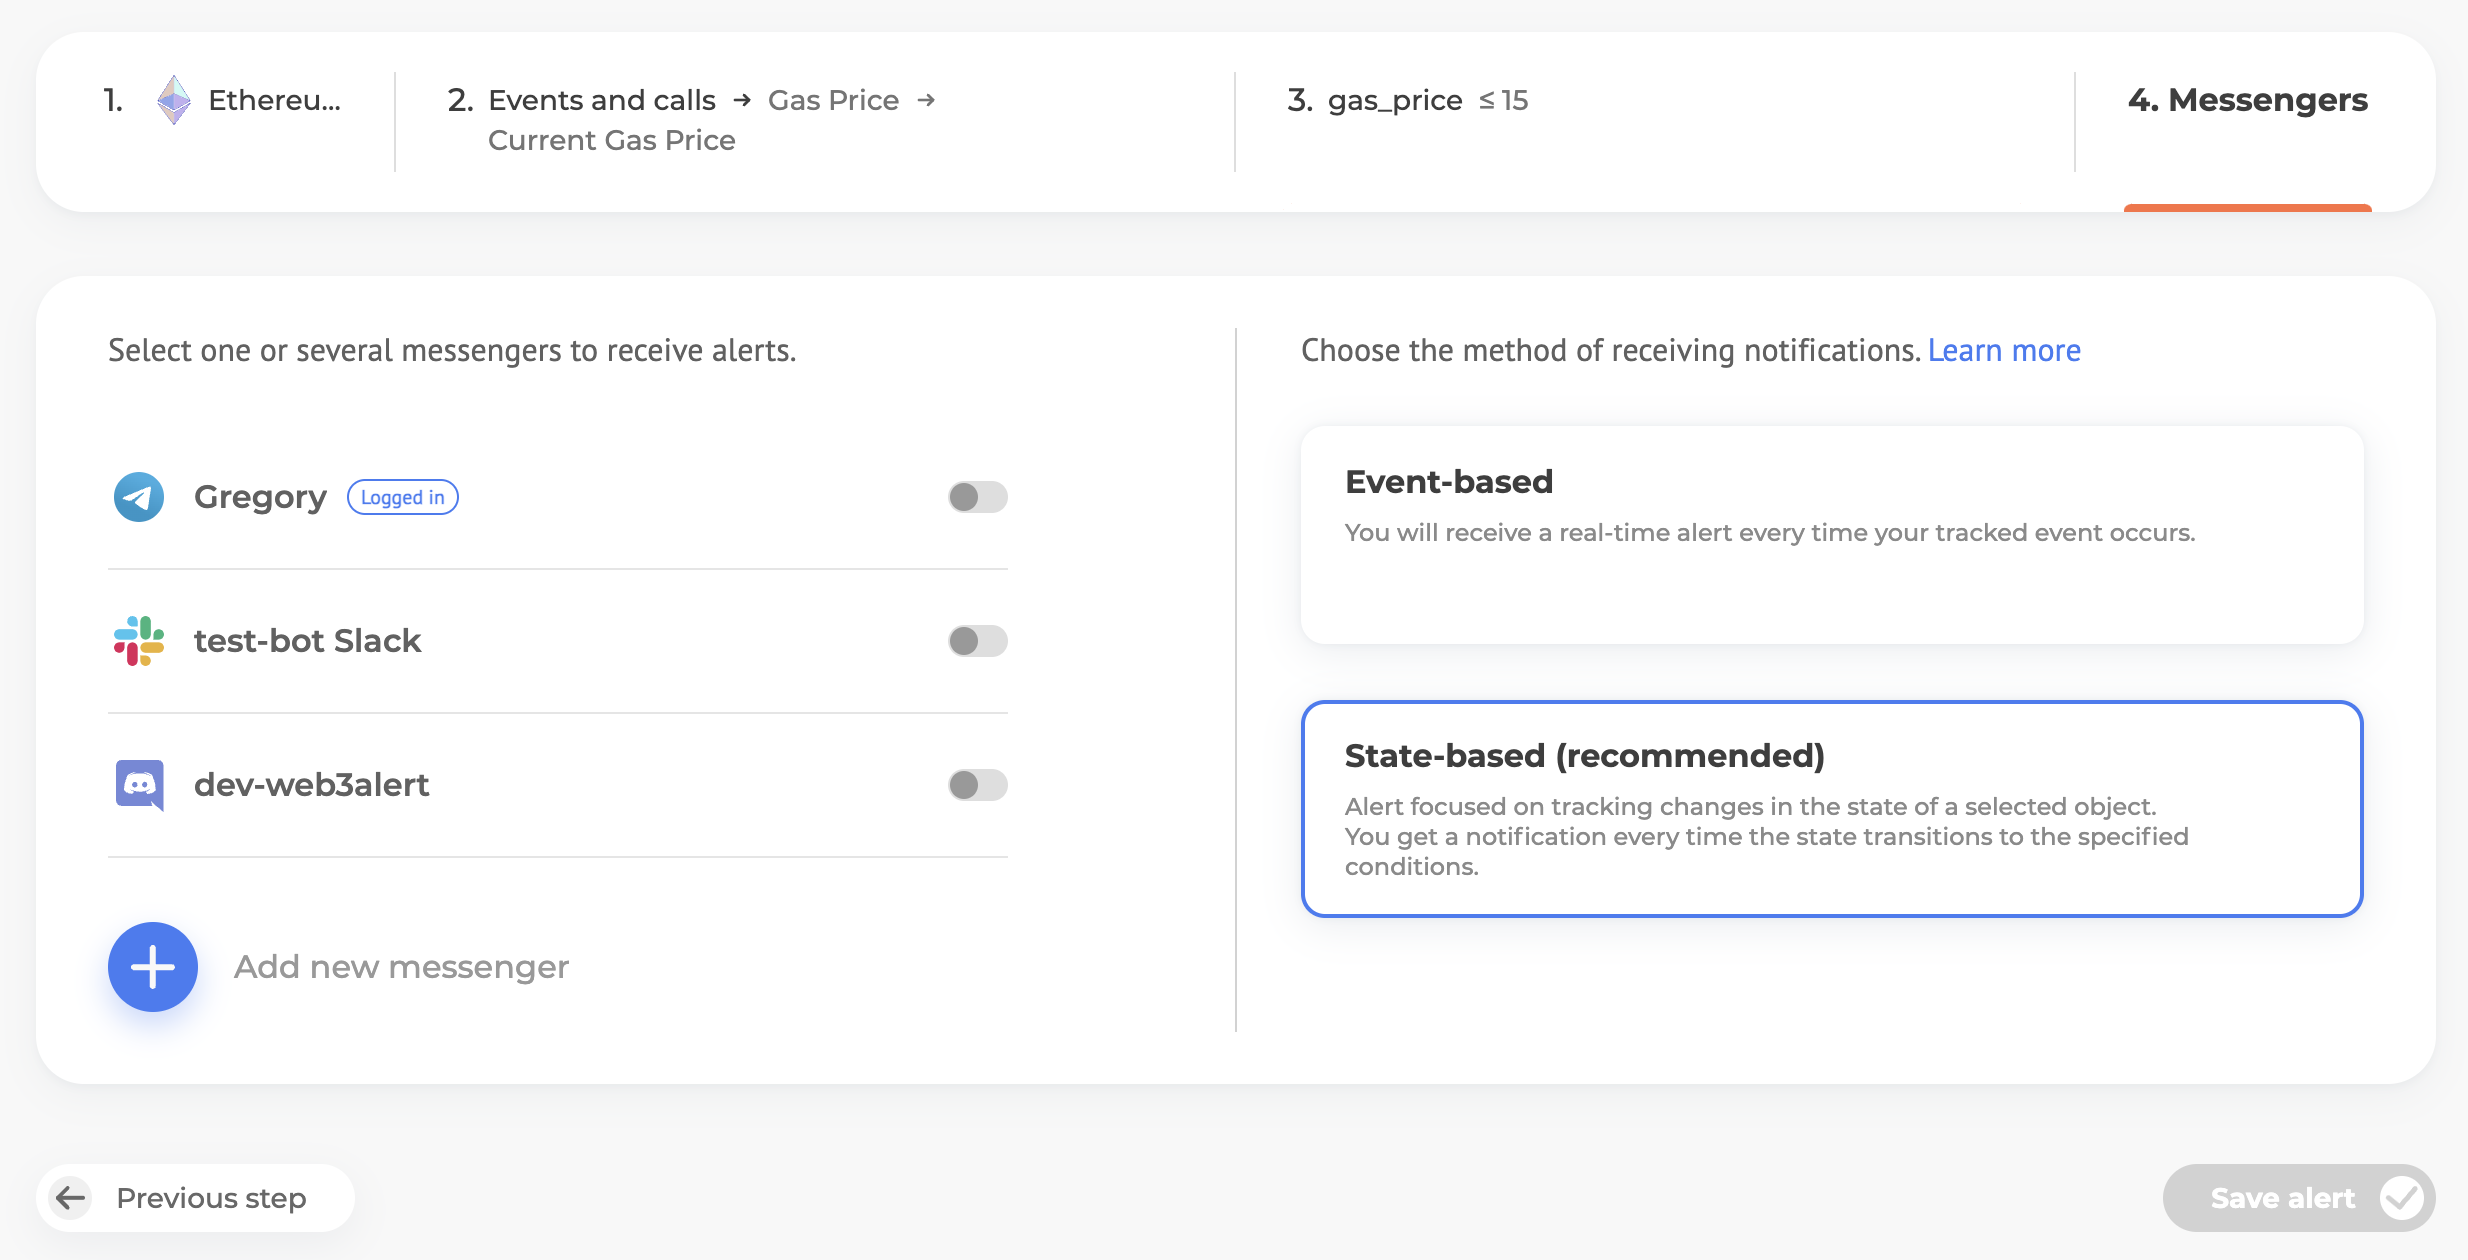 1. Ethereu...
2. Events and calls → Gas Price →
Current Gas Price
3. gas_price ≤ 15
4. Messengers
Select one or several messengers to receive alerts.
Gregory Logged in
test-bot Slack
dev-web3alert
Add new messenger
Choose the method of receiving notifications. Learn more
Event-based
You will receive a real-time alert every time your tracked event occurs.
State-based (recommended)
Alert focused on tracking changes in the state of a selected object.
You get a notification every time the state transitions to the specified
conditions.
Previous step
Save alert